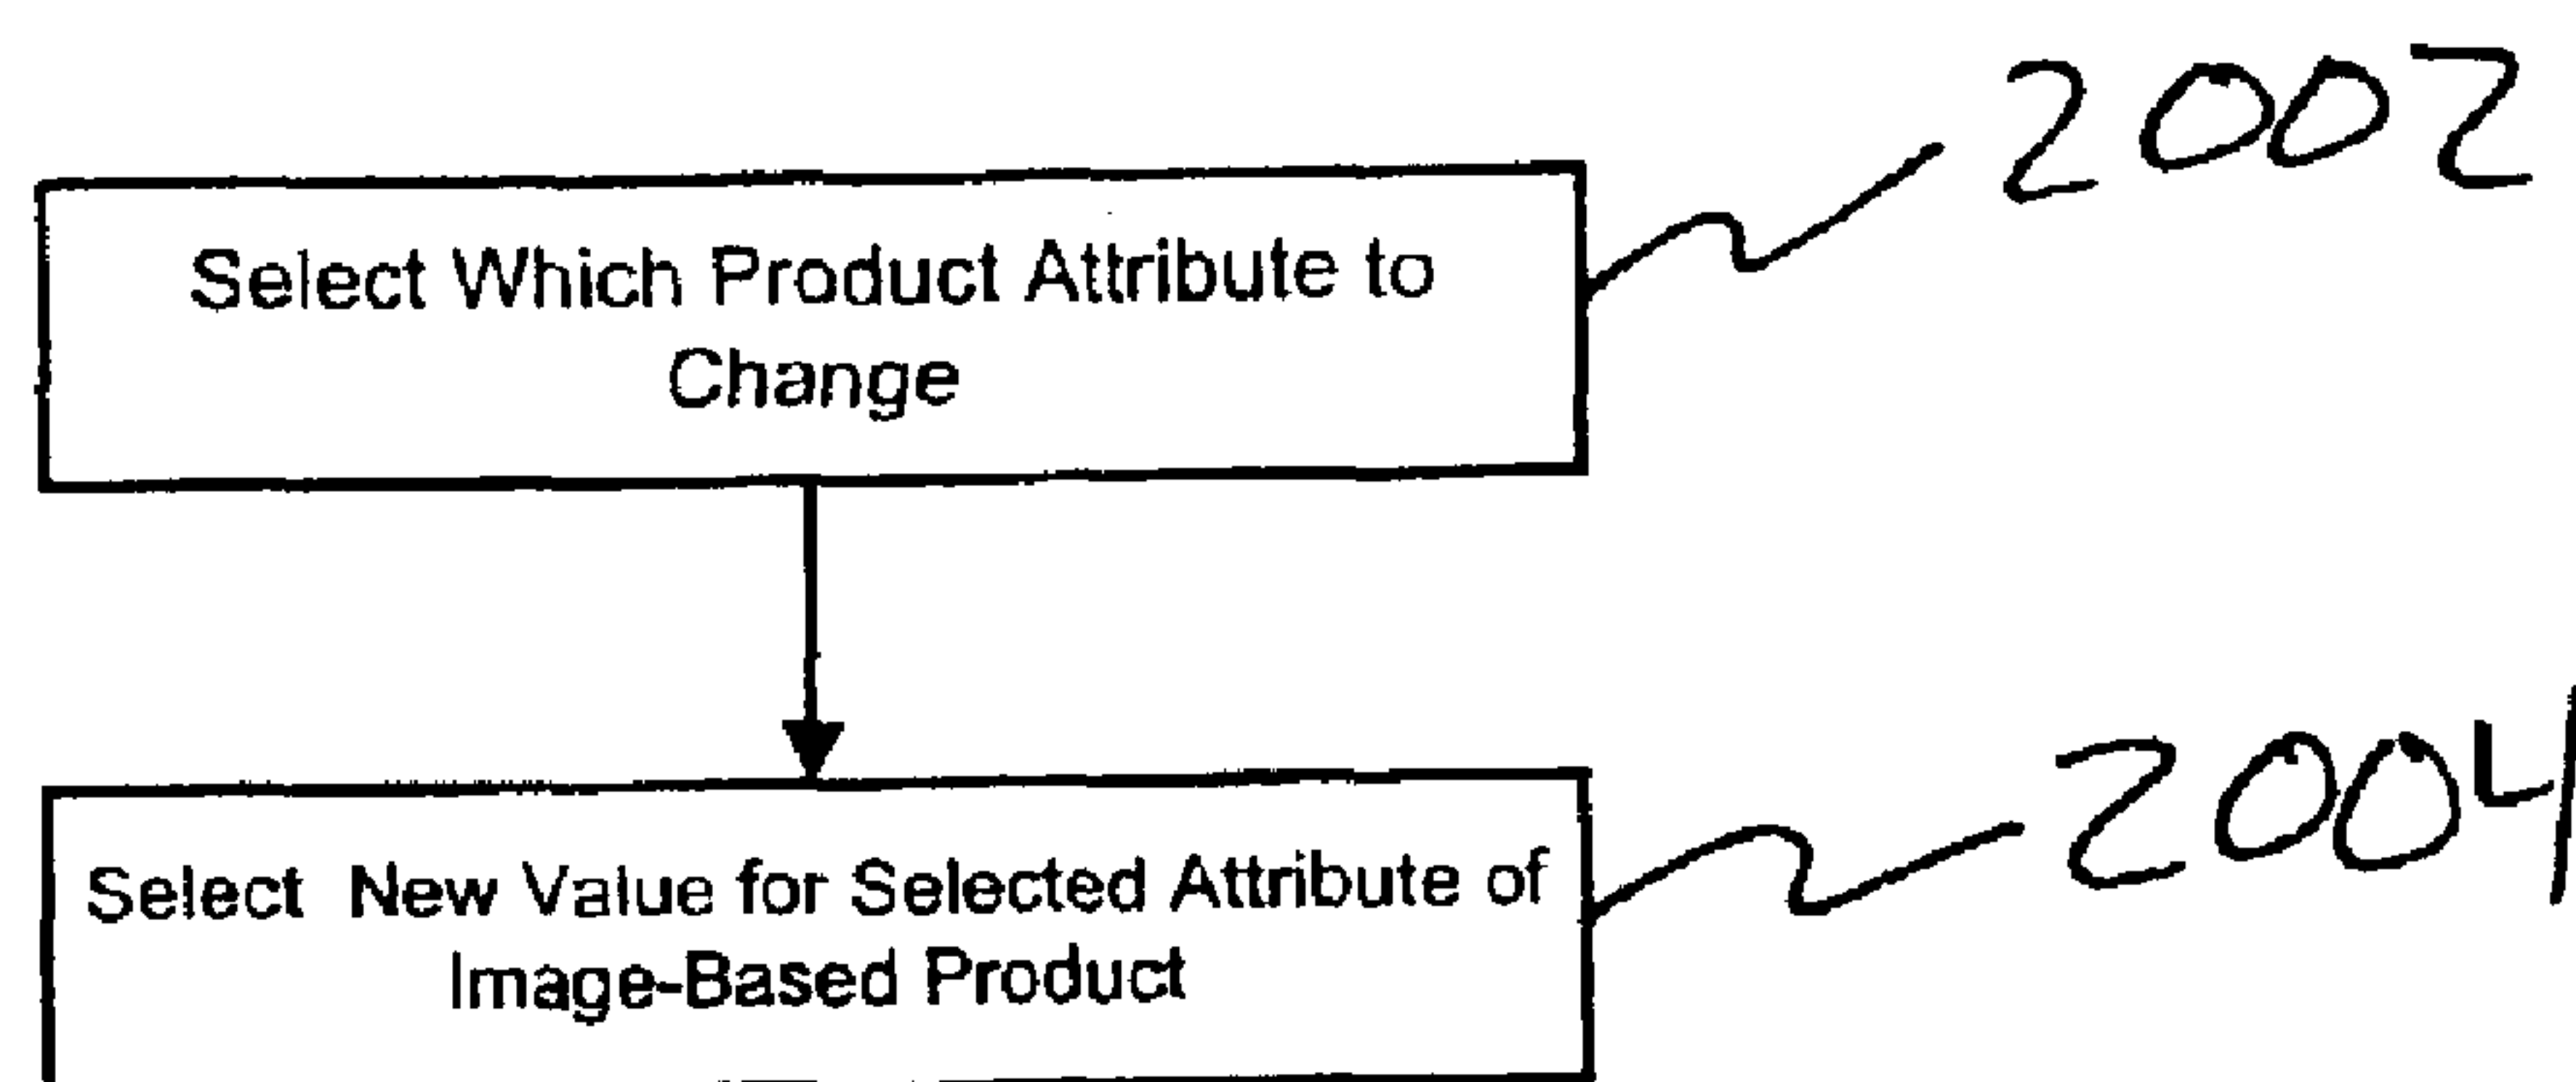 2002
Select Which Product Attribute to
Change
2004
Select New Value for Selected Attribute of
Image-Based Product